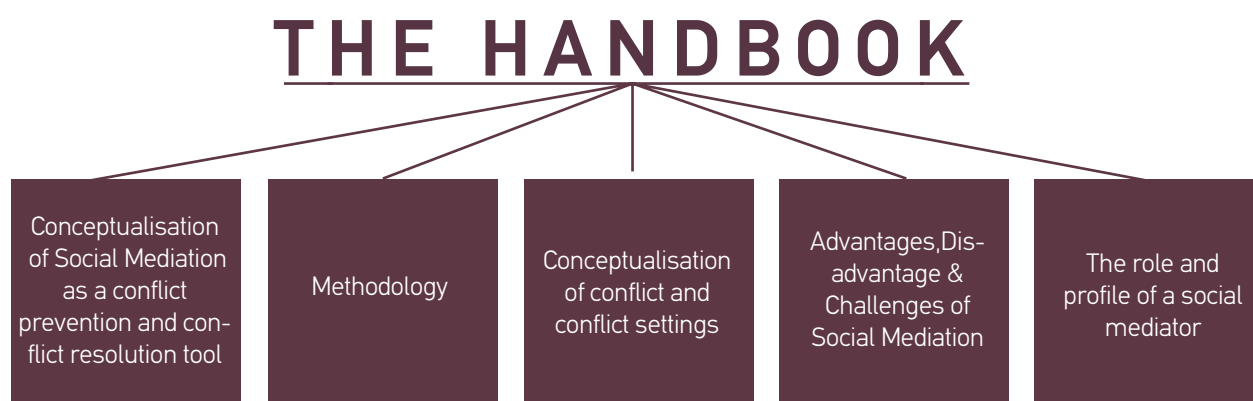 THE HANDBOOK
Conceptualisation
of Social Mediation
as a conflict
prevention and con-
flict resolution tool
Methodology
Conceptualisation
of conflict and
conflict settings
Advantages,Dis-
advantage &
Challenges of
Social Mediation
The role and
profile of a social
mediator